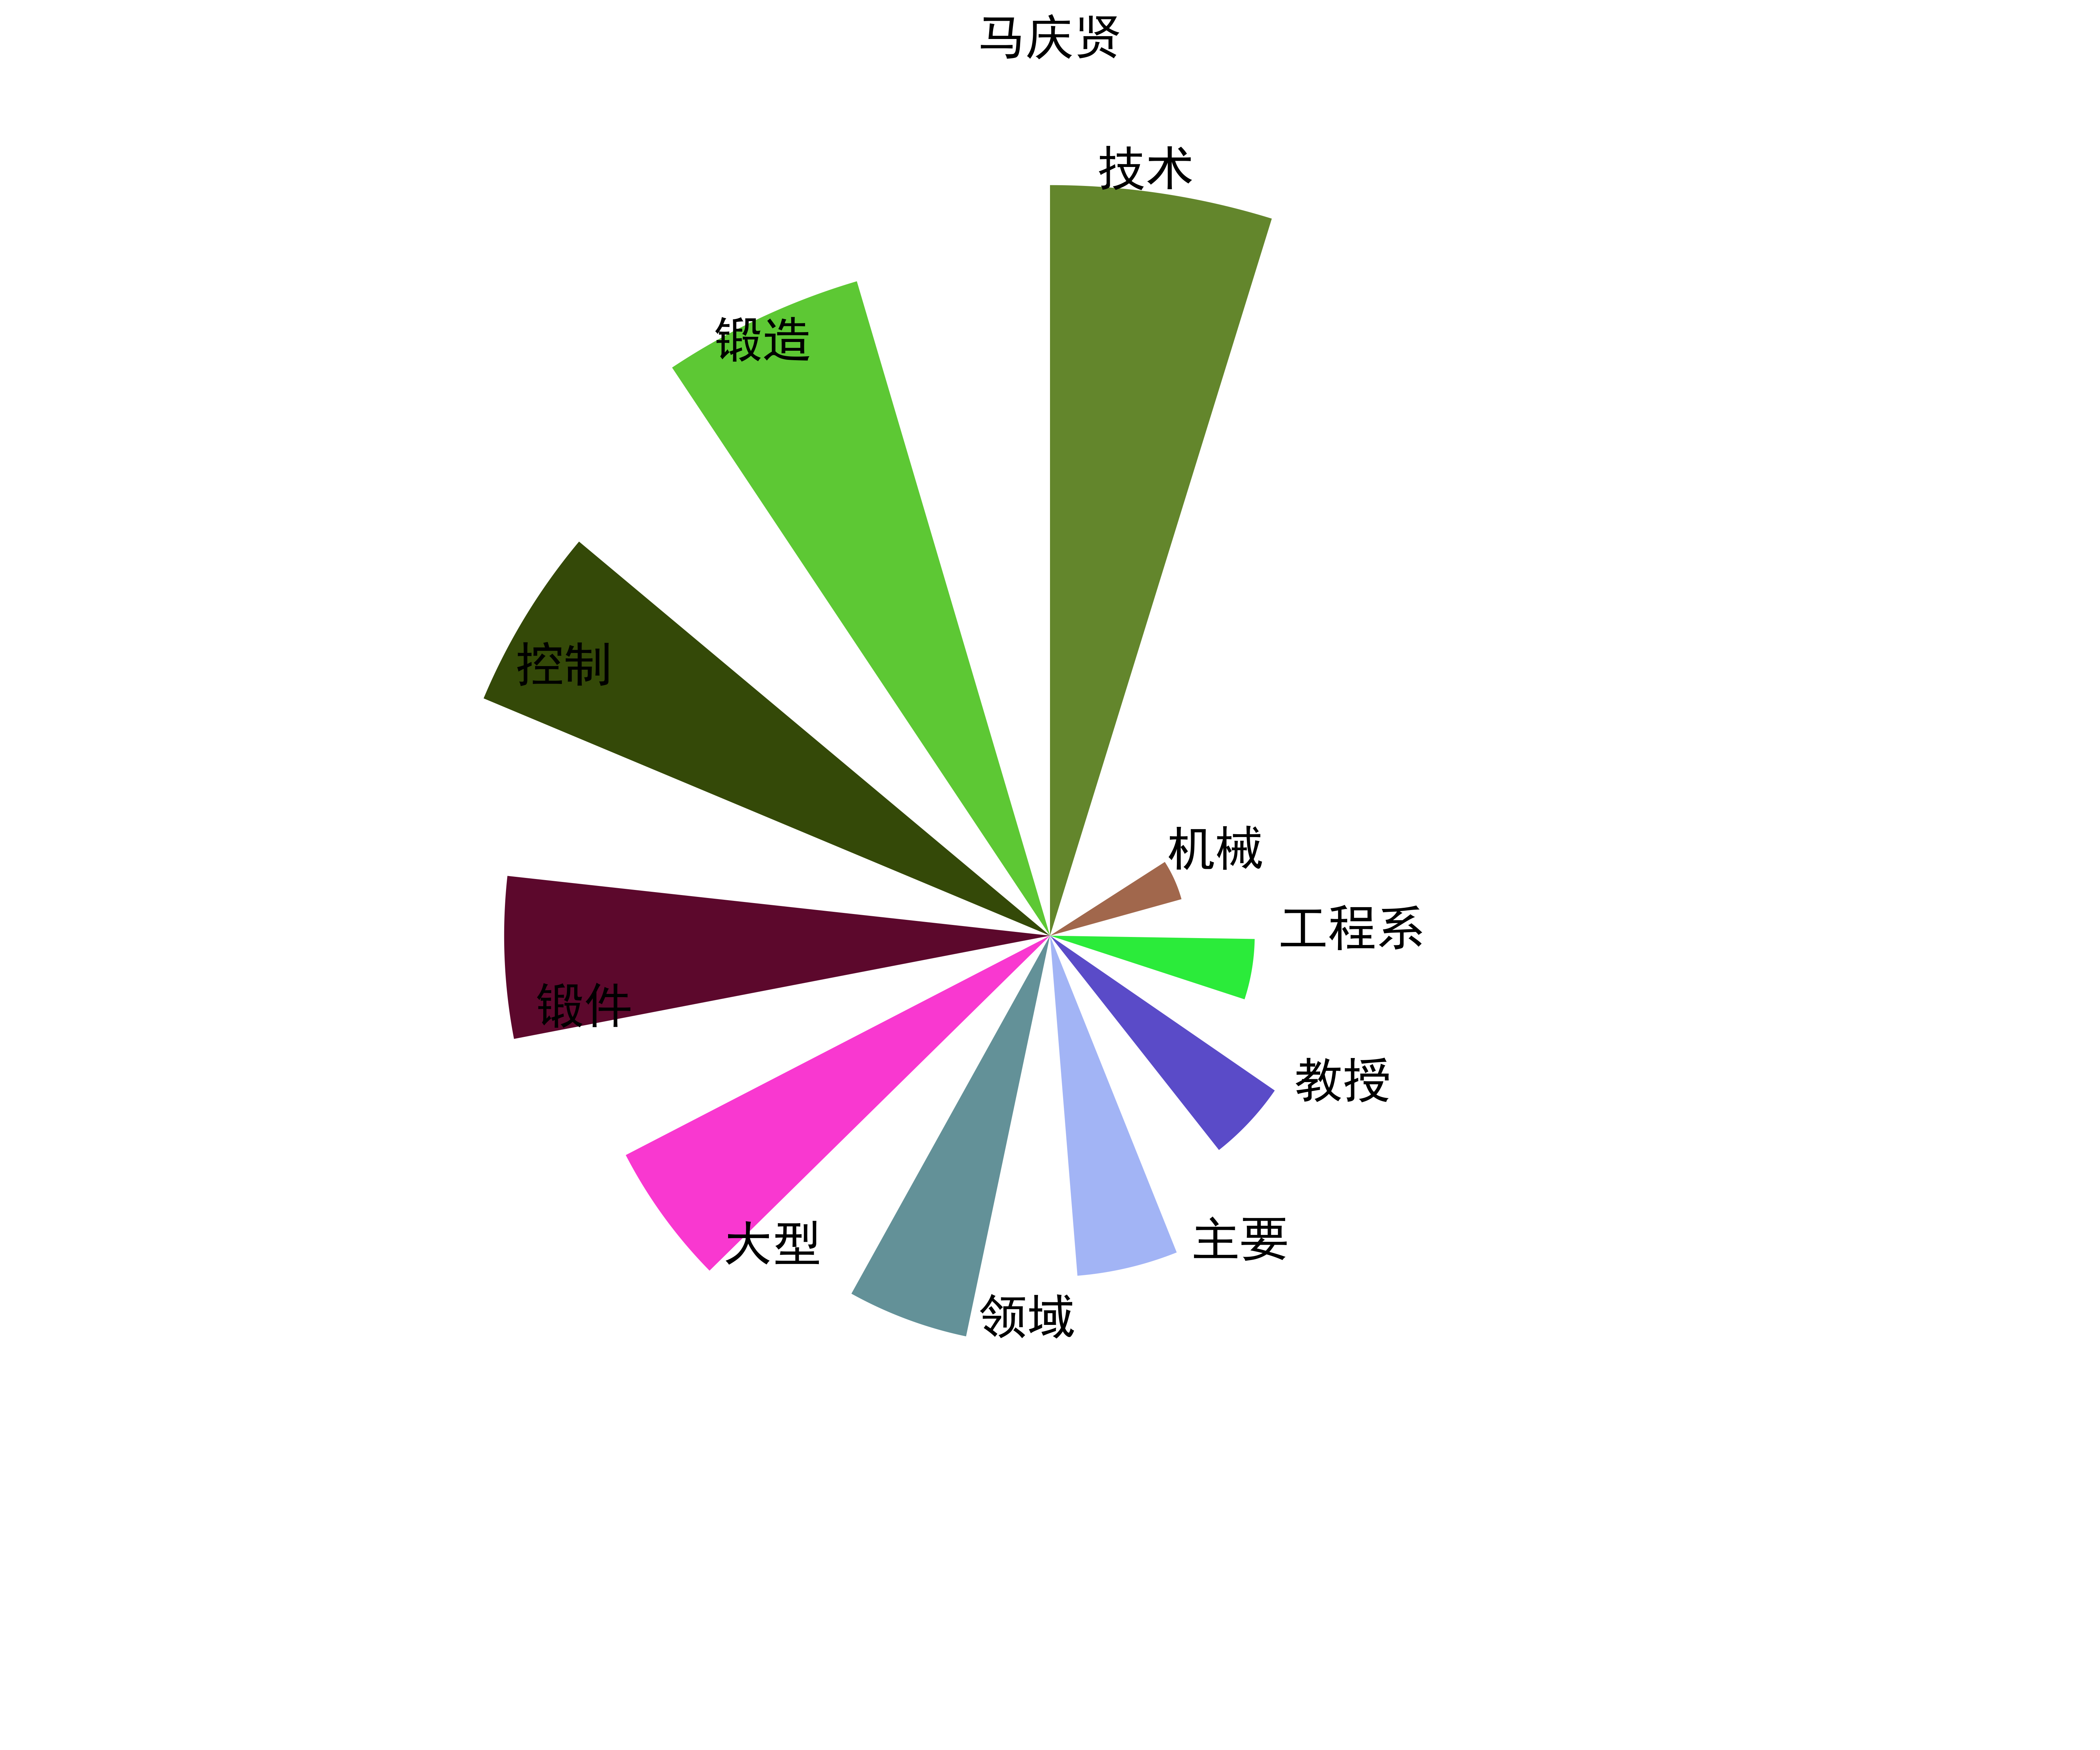 马庆贤
技术
锻造
控制
机械
工程系
锻件
教授
主要
大型
领域